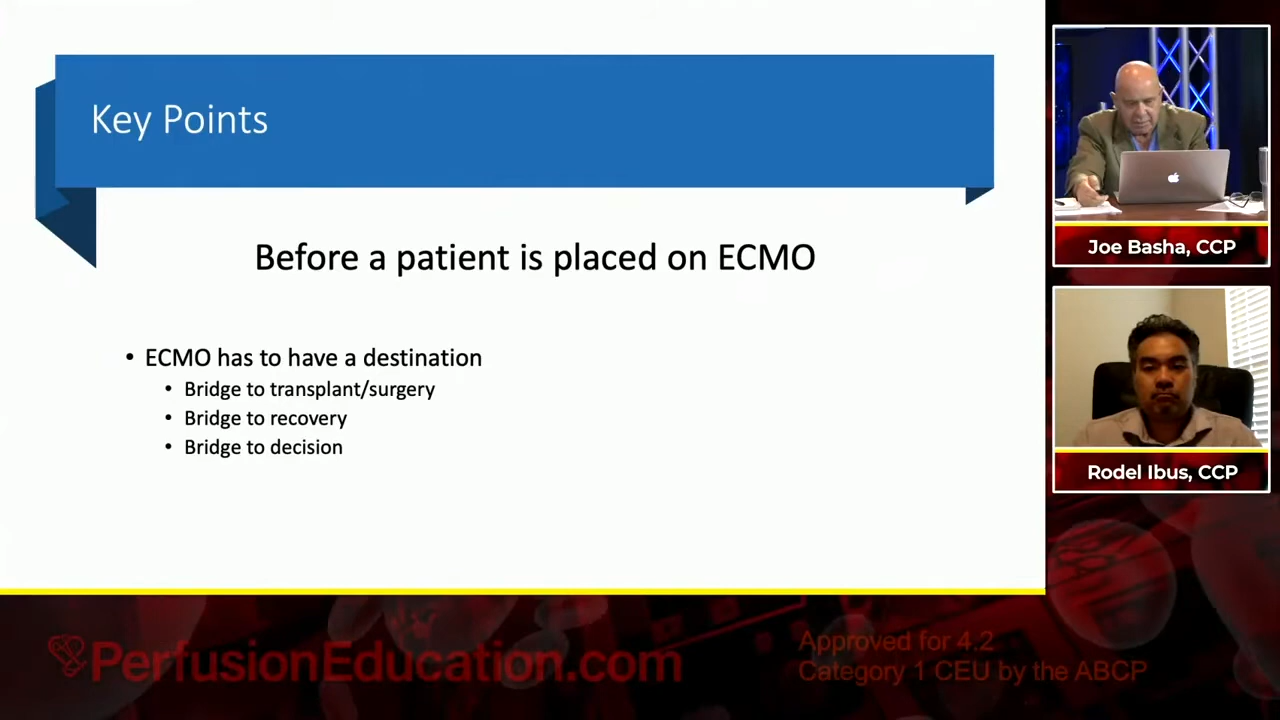 Key Points
Before a patient is placed on ECMO
• ECMO has to have a destination
• Bridge to transplant/surgery
• Bridge to recovery
• Bridge to decision
Joe Basha, CCP
Rodel Ibus, CCP
PerfusionEducation.com
Approved for 4.2
Category 1 CEU by the ABCP